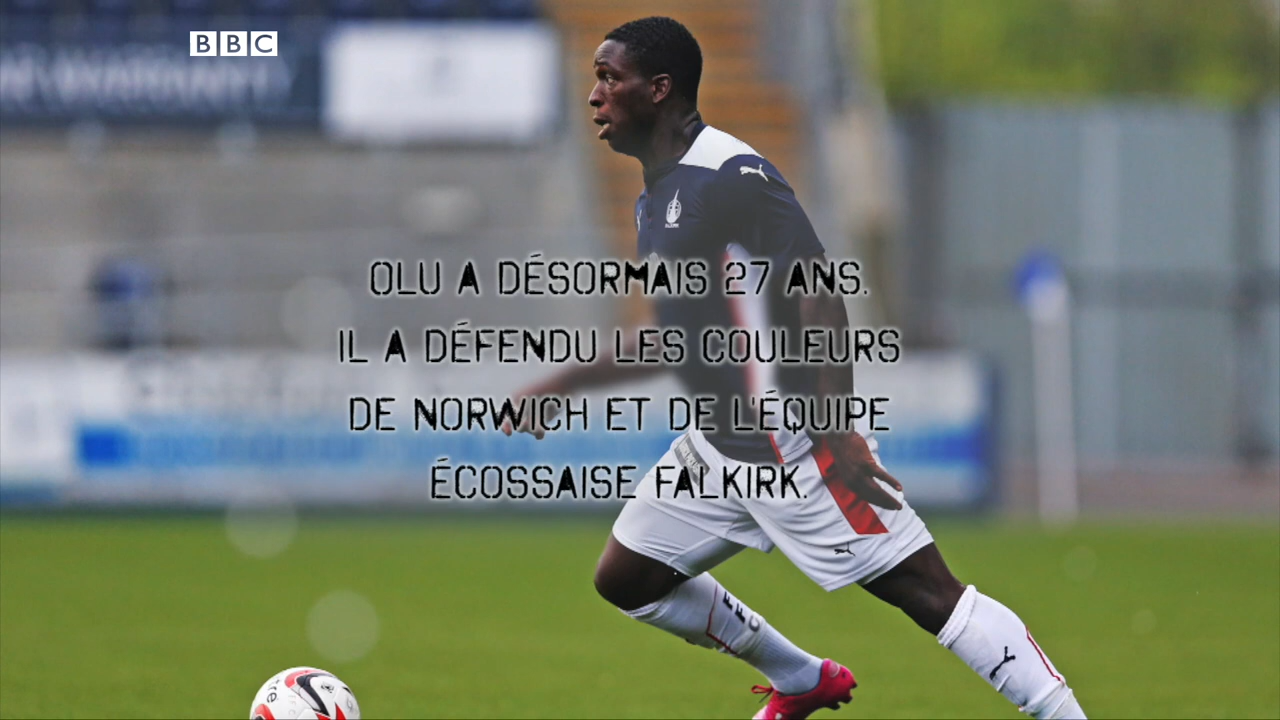 BBC
OLU A DÉSORMAIS 27 ANS.
IL A DÉFENDU LES COULEURS
DE NORWICH ET DE L'ÉQUIPE
ÉCOSSAISE FALKIRK.